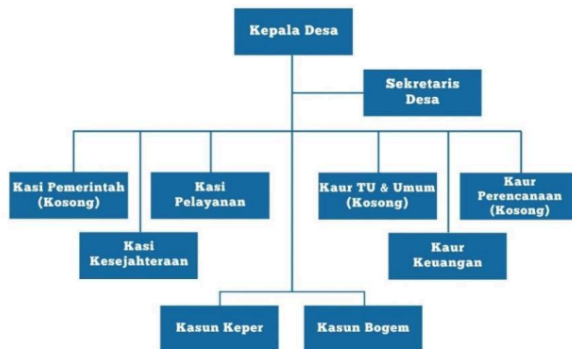 Kepala Desa
Sekretaris
Desa
Kasi Pemerintah
(Kosong)
Kasi
Pelayanan
Kaur TU & Umum
(Kosong)
Kaur
Perencanaan
(Kosong)
Kasi
Kesejahteraan
Kaur
Keuangan
Kasun Keper
Kasun Bogem